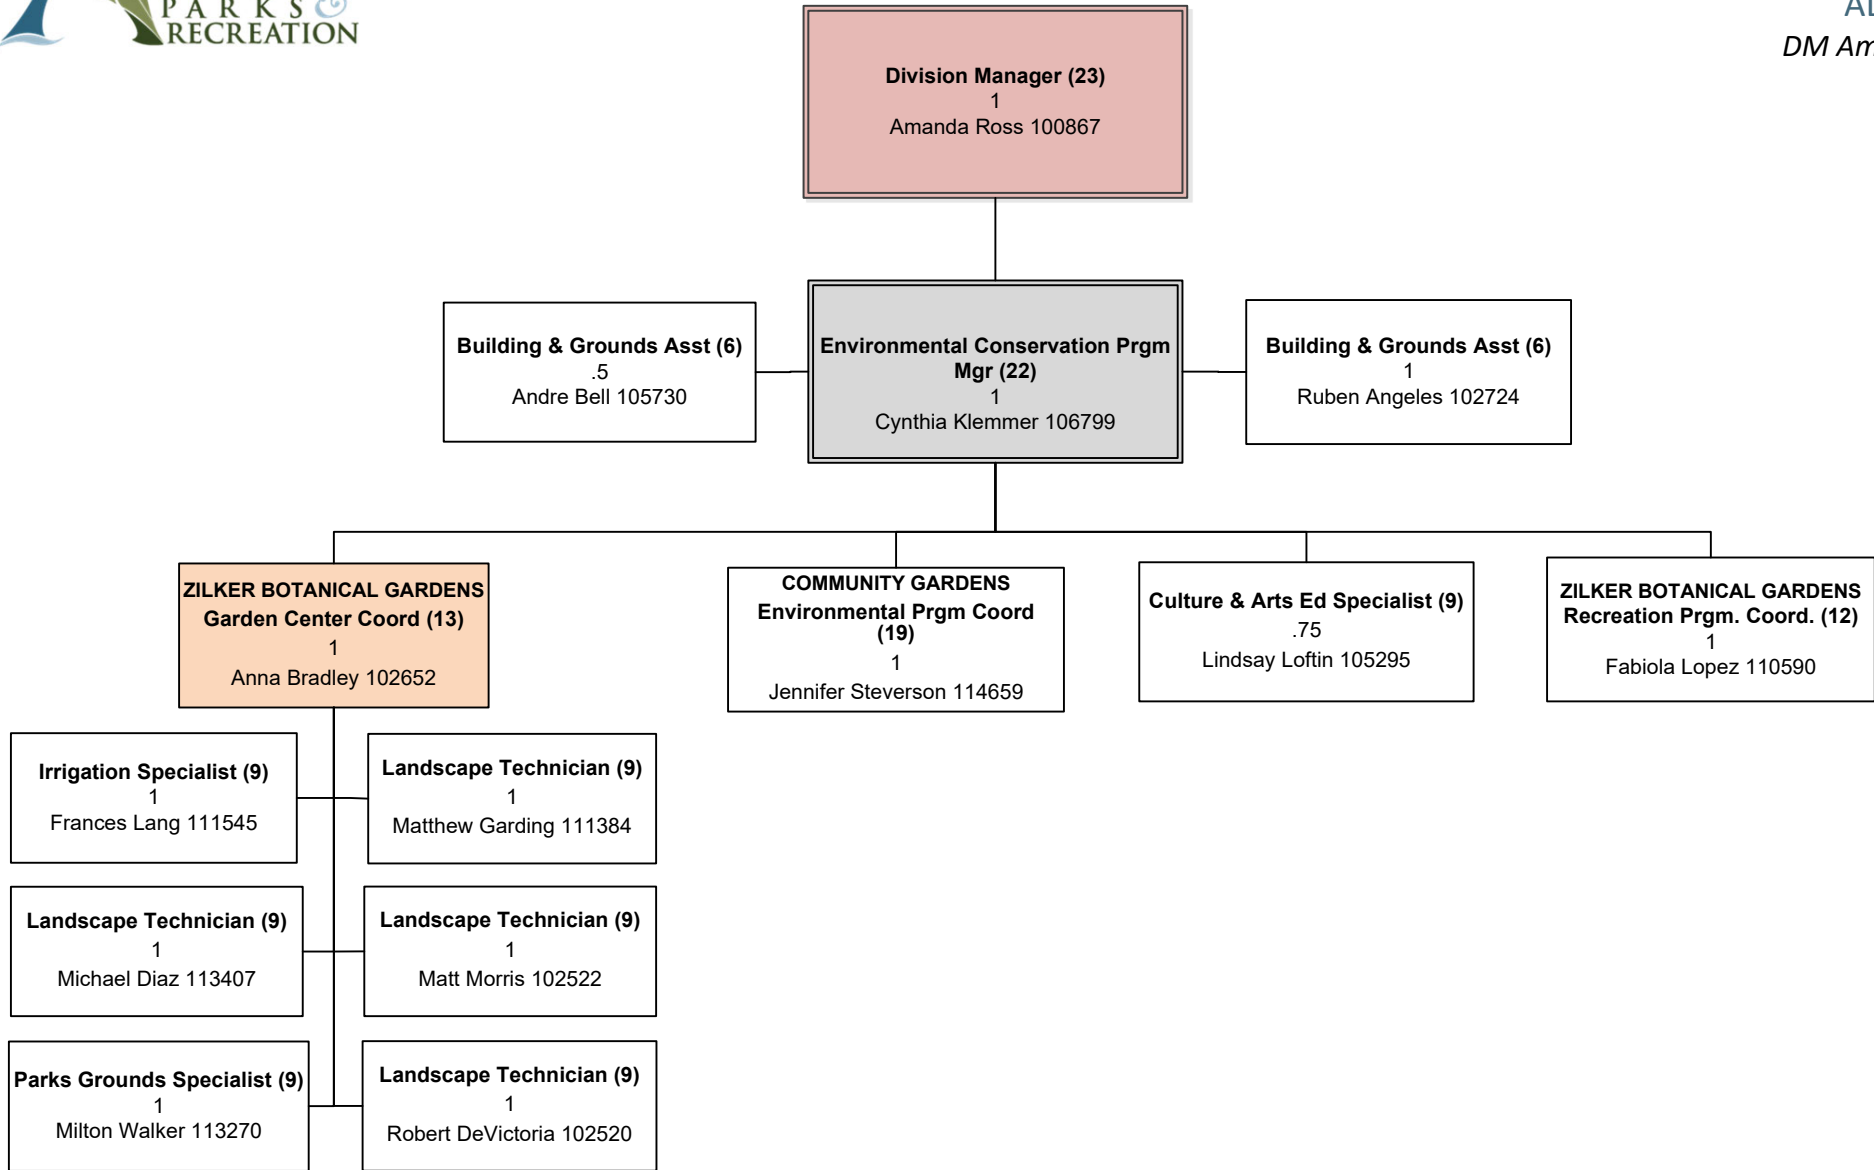 PARKS &
RECREATION
DM Am
Division Manager (23)
1
Amanda Ross 100867
Building & Grounds Asst (6)
.5
Andre Bell 105730
Environmental Conservation Prgm
Mgr (22)
1
Cynthia Klemmer 106799
Building & Grounds Asst (6)
1
Ruben Angeles 102724
ZILKER BOTANICAL GARDENS
Garden Center Coord (13)
1
Anna Bradley 102652
COMMUNITY GARDENS
Environmental Prgm Coord
(19)
1
Jennifer Steverson 114659
Culture & Arts Ed Specialist (9)
.75
Lindsay Loftin 105295
ZILKER BOTANICAL GARDENS
Recreation Prgm. Coord. (12)
1
Fabiola Lopez 110590
Irrigation Specialist (9)
1
Frances Lang 111545
Landscape Technician (9)
1
Matthew Garding 111384
Landscape Technician (9)
1
Michael Diaz 113407
Landscape Technician (9)
1
Matt Morris 102522
Parks Grounds Specialist (9)
1
Milton Walker 113270
Landscape Technician (9)
1
Robert DeVictoria 102520